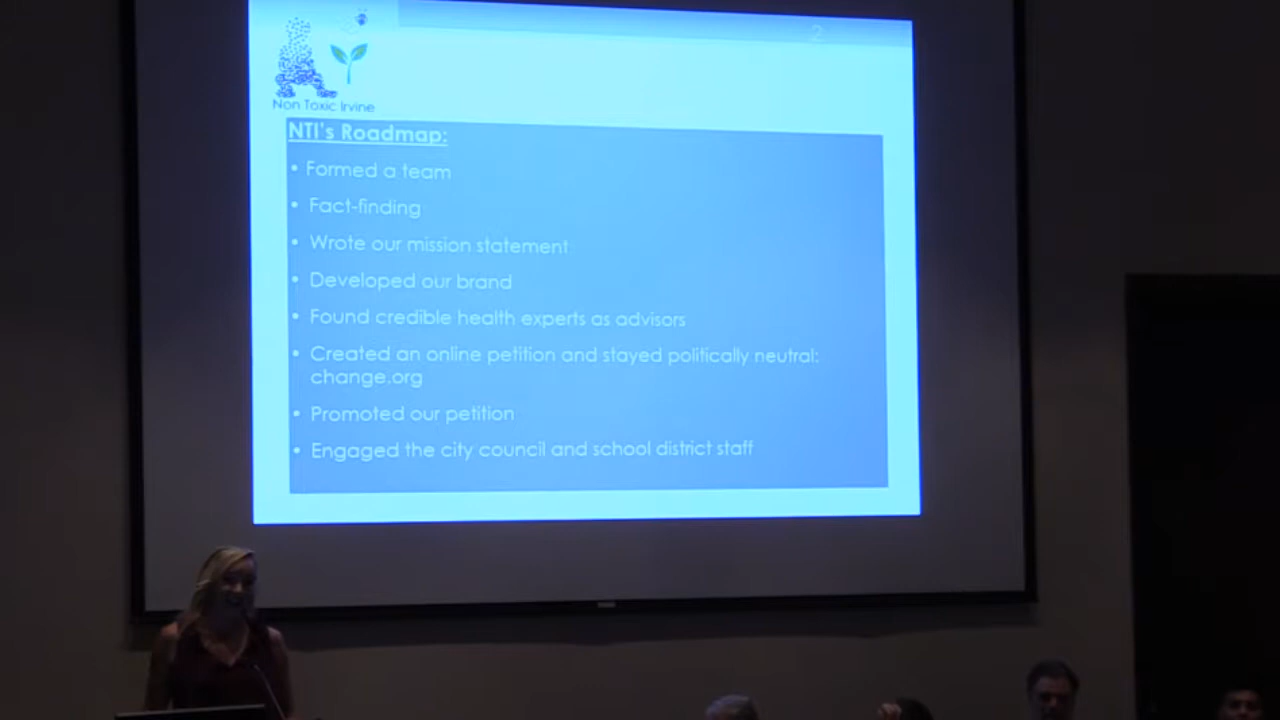 2
Non Toxic Irvine
NTI's Roadmap:
• Formed a team
• Fact-finding
• Wrote our mission statement
• Developed our brand
• Found credible health experts as advisors
• Created an online petition and stayed politically neutral:
change.org
• Promoted our petition
• Engaged the city council and school district staff